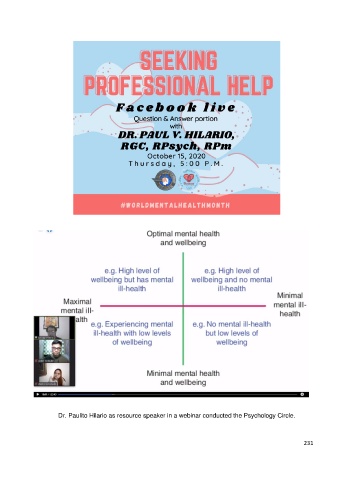 SEEKING
PROFESSIONAL HELP
Facebook live
Question & Answer portion
with
DR. PAUL V. HILARIO,
RGC, RPsych, RPm
October 15, 2020
Thursday, 5:00 P.M.
#WORLDMENTALHEALTHMONTH
Optimal mental health
and wellbeing
e.g. High level of
wellbeing but has mental
ill-health
e.g. High level of
wellbeing and no mental
ill-health
Maximal
mental ill-
alth
Minimal
mental ill-
health
e.g. Experiencing mental
ill-health with low levels
of wellbeing
e.g. No mental ill-health
but low levels of
wellbeing
Minimal mental health
and wellbeing
Dr. Paulito Hilario as resource speaker in a webinar conducted the Psychology Circle.
231